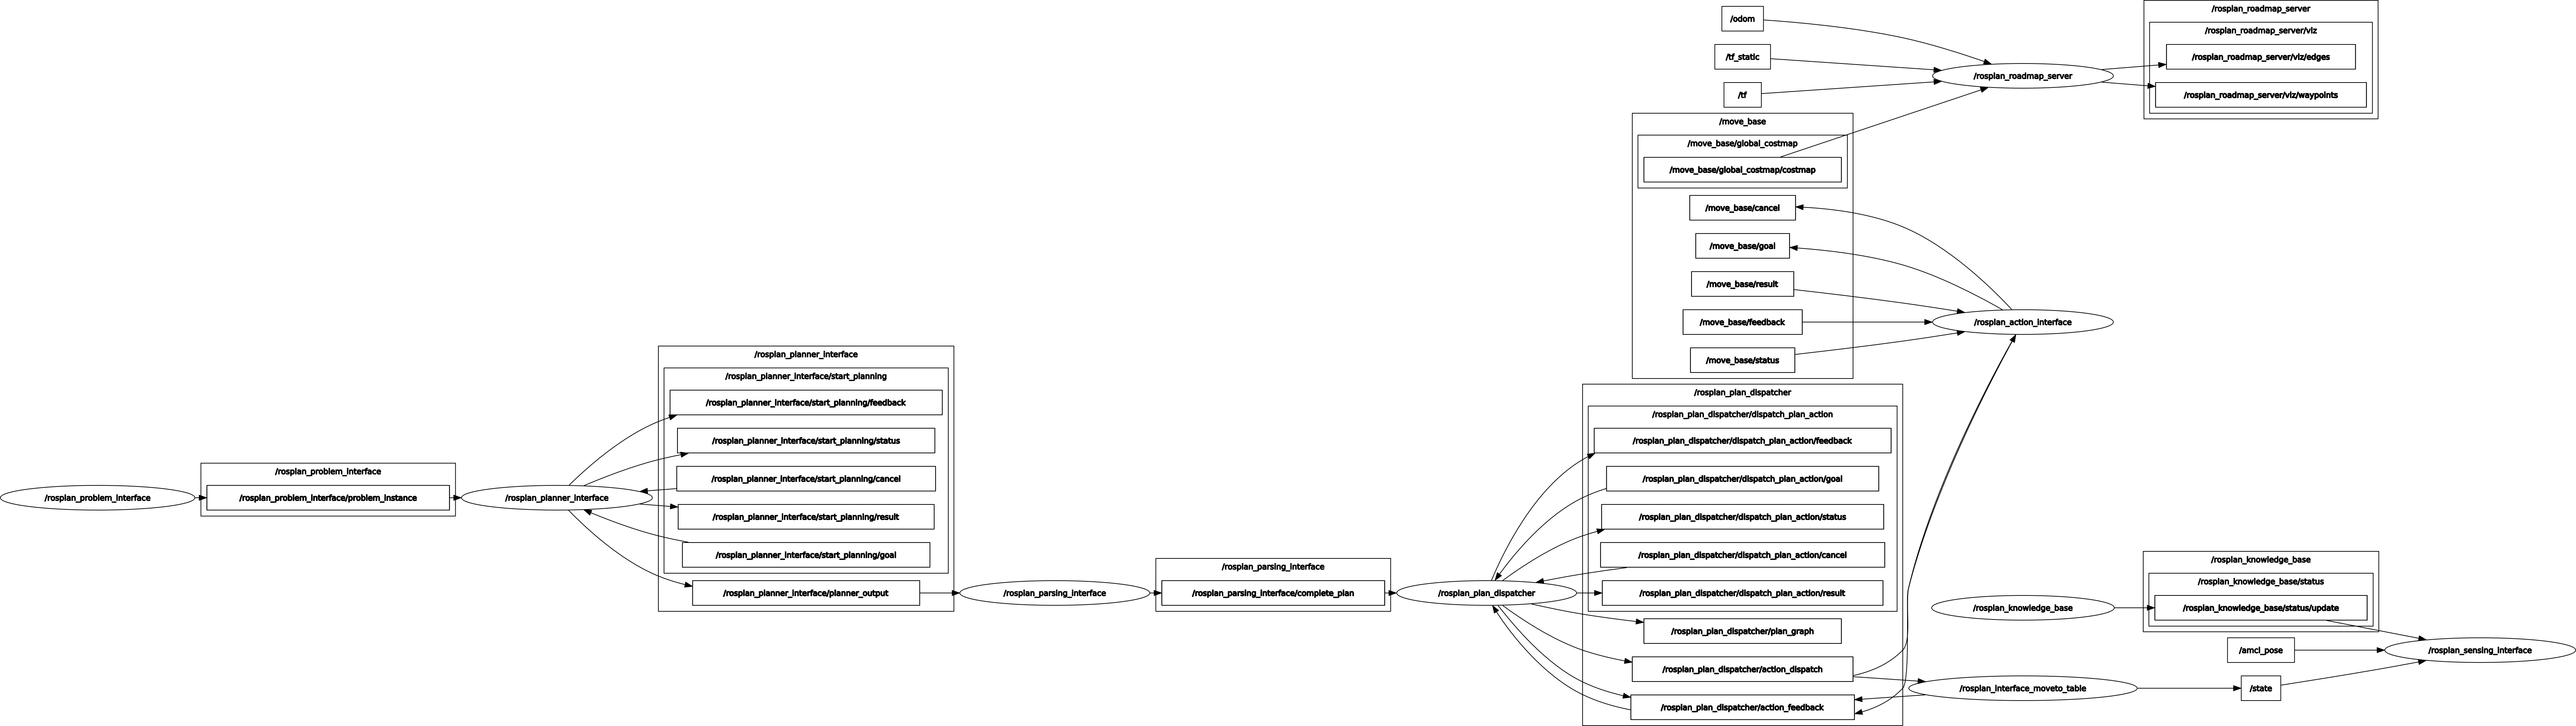 /odom
/rosplan_roadmap_server
/rosplan_roadmap_server/viz
/tf_static
/rosplan_roadmap_server/viz/edges
/rosplan_roadmap_server
/tf
/rosplan_roadmap_server/viz/waypoints
/move_base
/move_base/global_costmap
/move_base/global_costmap/costmap
/move_base/cancel
/move_base/goal
/move_base/result
/move_base/feedback
/rosplan_action_interface
/move_base/status
/rosplan_planner_interface
/rosplan_planner_interface/start_planning
/rosplan_planner_interface/start_planning/feedback
/rosplan_planner_interface/start_planning/status
/rosplan_planner_interface/start_planning/cancel
/rosplan_problem_interface
/rosplan_problem_interface
/rosplan_problem_interface/problem_instance
/rosplan_planner_interface
/rosplan_planner_interface/start_planning/result
/rosplan_planner_interface/start_planning/goal
/rosplan_planner_interface/planner_output
/rosplan_parsing_interface
/rosplan_parsing_interface
/rosplan_parsing_interface/complete_plan
/rosplan_plan_dispatcher
/rosplan_plan_dispatcher
/rosplan_plan_dispatcher/dispatch_plan_action
/rosplan_plan_dispatcher/dispatch_plan_action/feedback
/rosplan_plan_dispatcher/dispatch_plan_action/goal
/rosplan_plan_dispatcher/dispatch_plan_action/status
/rosplan_plan_dispatcher/dispatch_plan_action/cancel
/rosplan_plan_dispatcher/dispatch_plan_action/result
/rosplan_plan_dispatcher/plan_graph
/rosplan_plan_dispatcher/action_dispatch
/rosplan_plan_dispatcher/action_feedback
/rosplan_knowledge_base
/rosplan_knowledge_base/status
/rosplan_knowledge_base
/rosplan_knowledge_base/status/update
/amcl_pose
/rosplan_sensing_interface
/rosplan_interface_moveto_table
/state